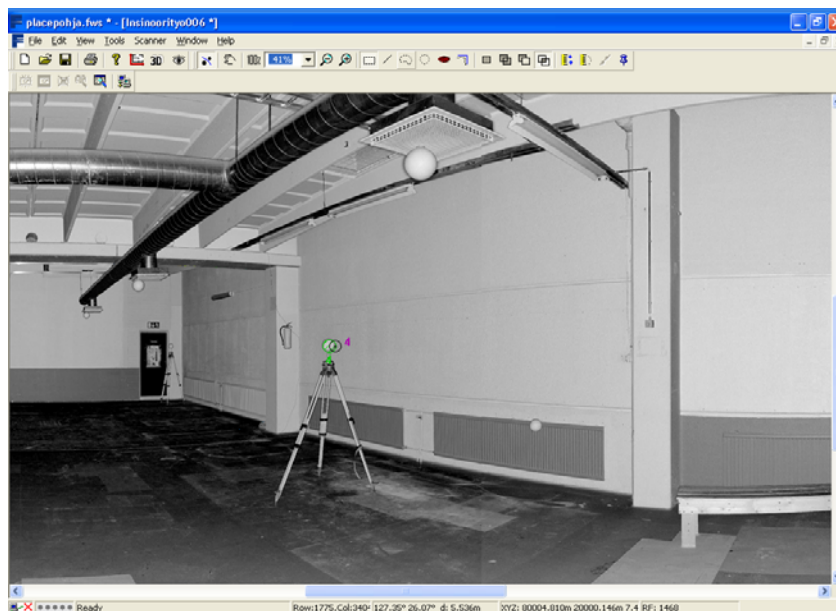 placepohja.fws * - [Insinoorityo006 *]
File Edit View Tools Scanner Window Help
3D 41%
4
Ready Row:1775,Col:340 127.35° 26.07° d: 5.536m XYZ: 80004.810m 20000.146m 7.4 RF: 1468